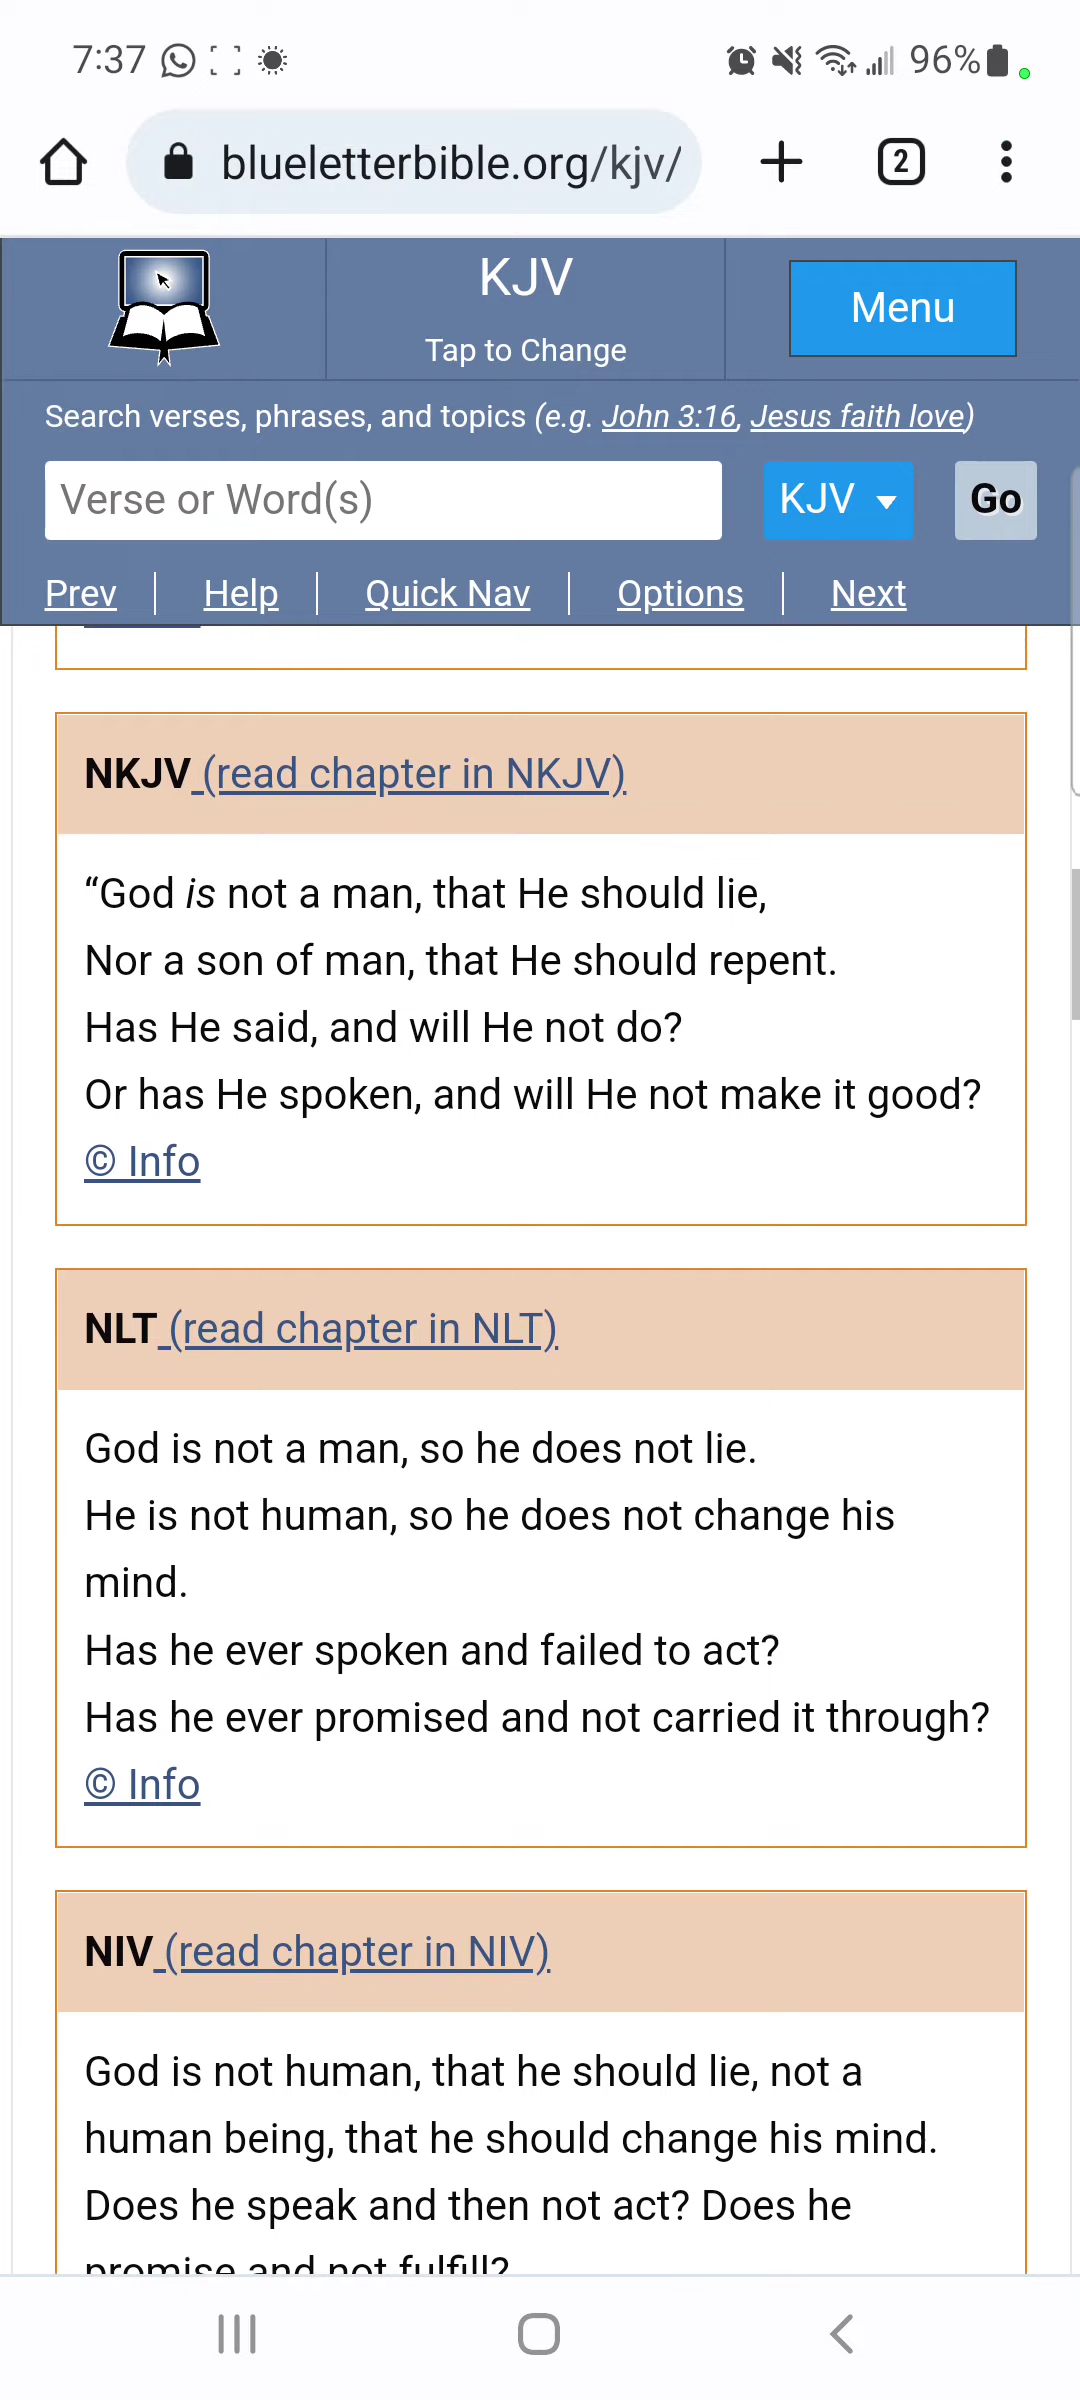 7:37
96%
blueletterbible.org/kjv/
2
KJV
Tap to Change
Menu
Search verses, phrases, and topics (e.g. John 3:16, Jesus faith love)
Verse or Word(s)
KJV
Go
Prev
Help
Quick Nav
Options
Next
NKJV (read chapter in NKJV)
“God is not a man, that He should lie,
Nor a son of man, that He should repent.
Has He said, and will He not do?
Or has He spoken, and will He not make it good?
© Info
NLT (read chapter in NLT)
God is not a man, so he does not lie.
He is not human, so he does not change his
mind.
Has he ever spoken and failed to act?
Has he ever promised and not carried it through?
© Info
NIV (read chapter in NIV)
God is not human, that he should lie, not a
human being, that he should change his mind.
Does he speak and then not act? Does he
promise and not fulfill?